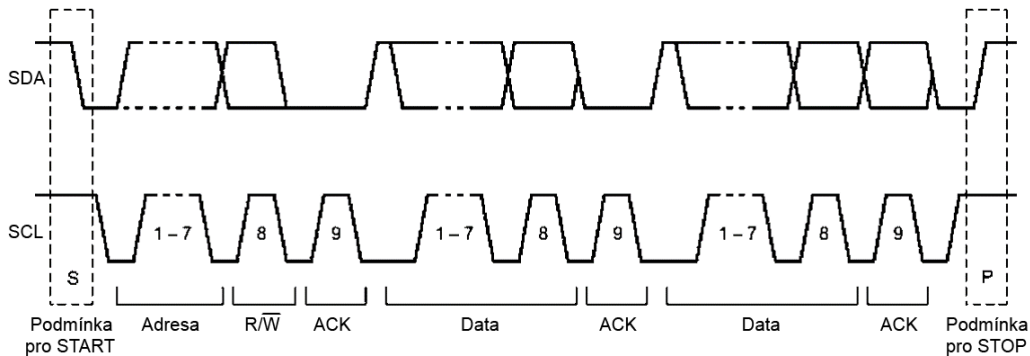 SDA
SCL
1 – 7
8
9
1 – 7
8
9
1 – 7
8
9
S
P
Podmínka
pro START
Adresa
R/W̅
ACK
Data
ACK
Data
ACK
Podmínka
pro STOP